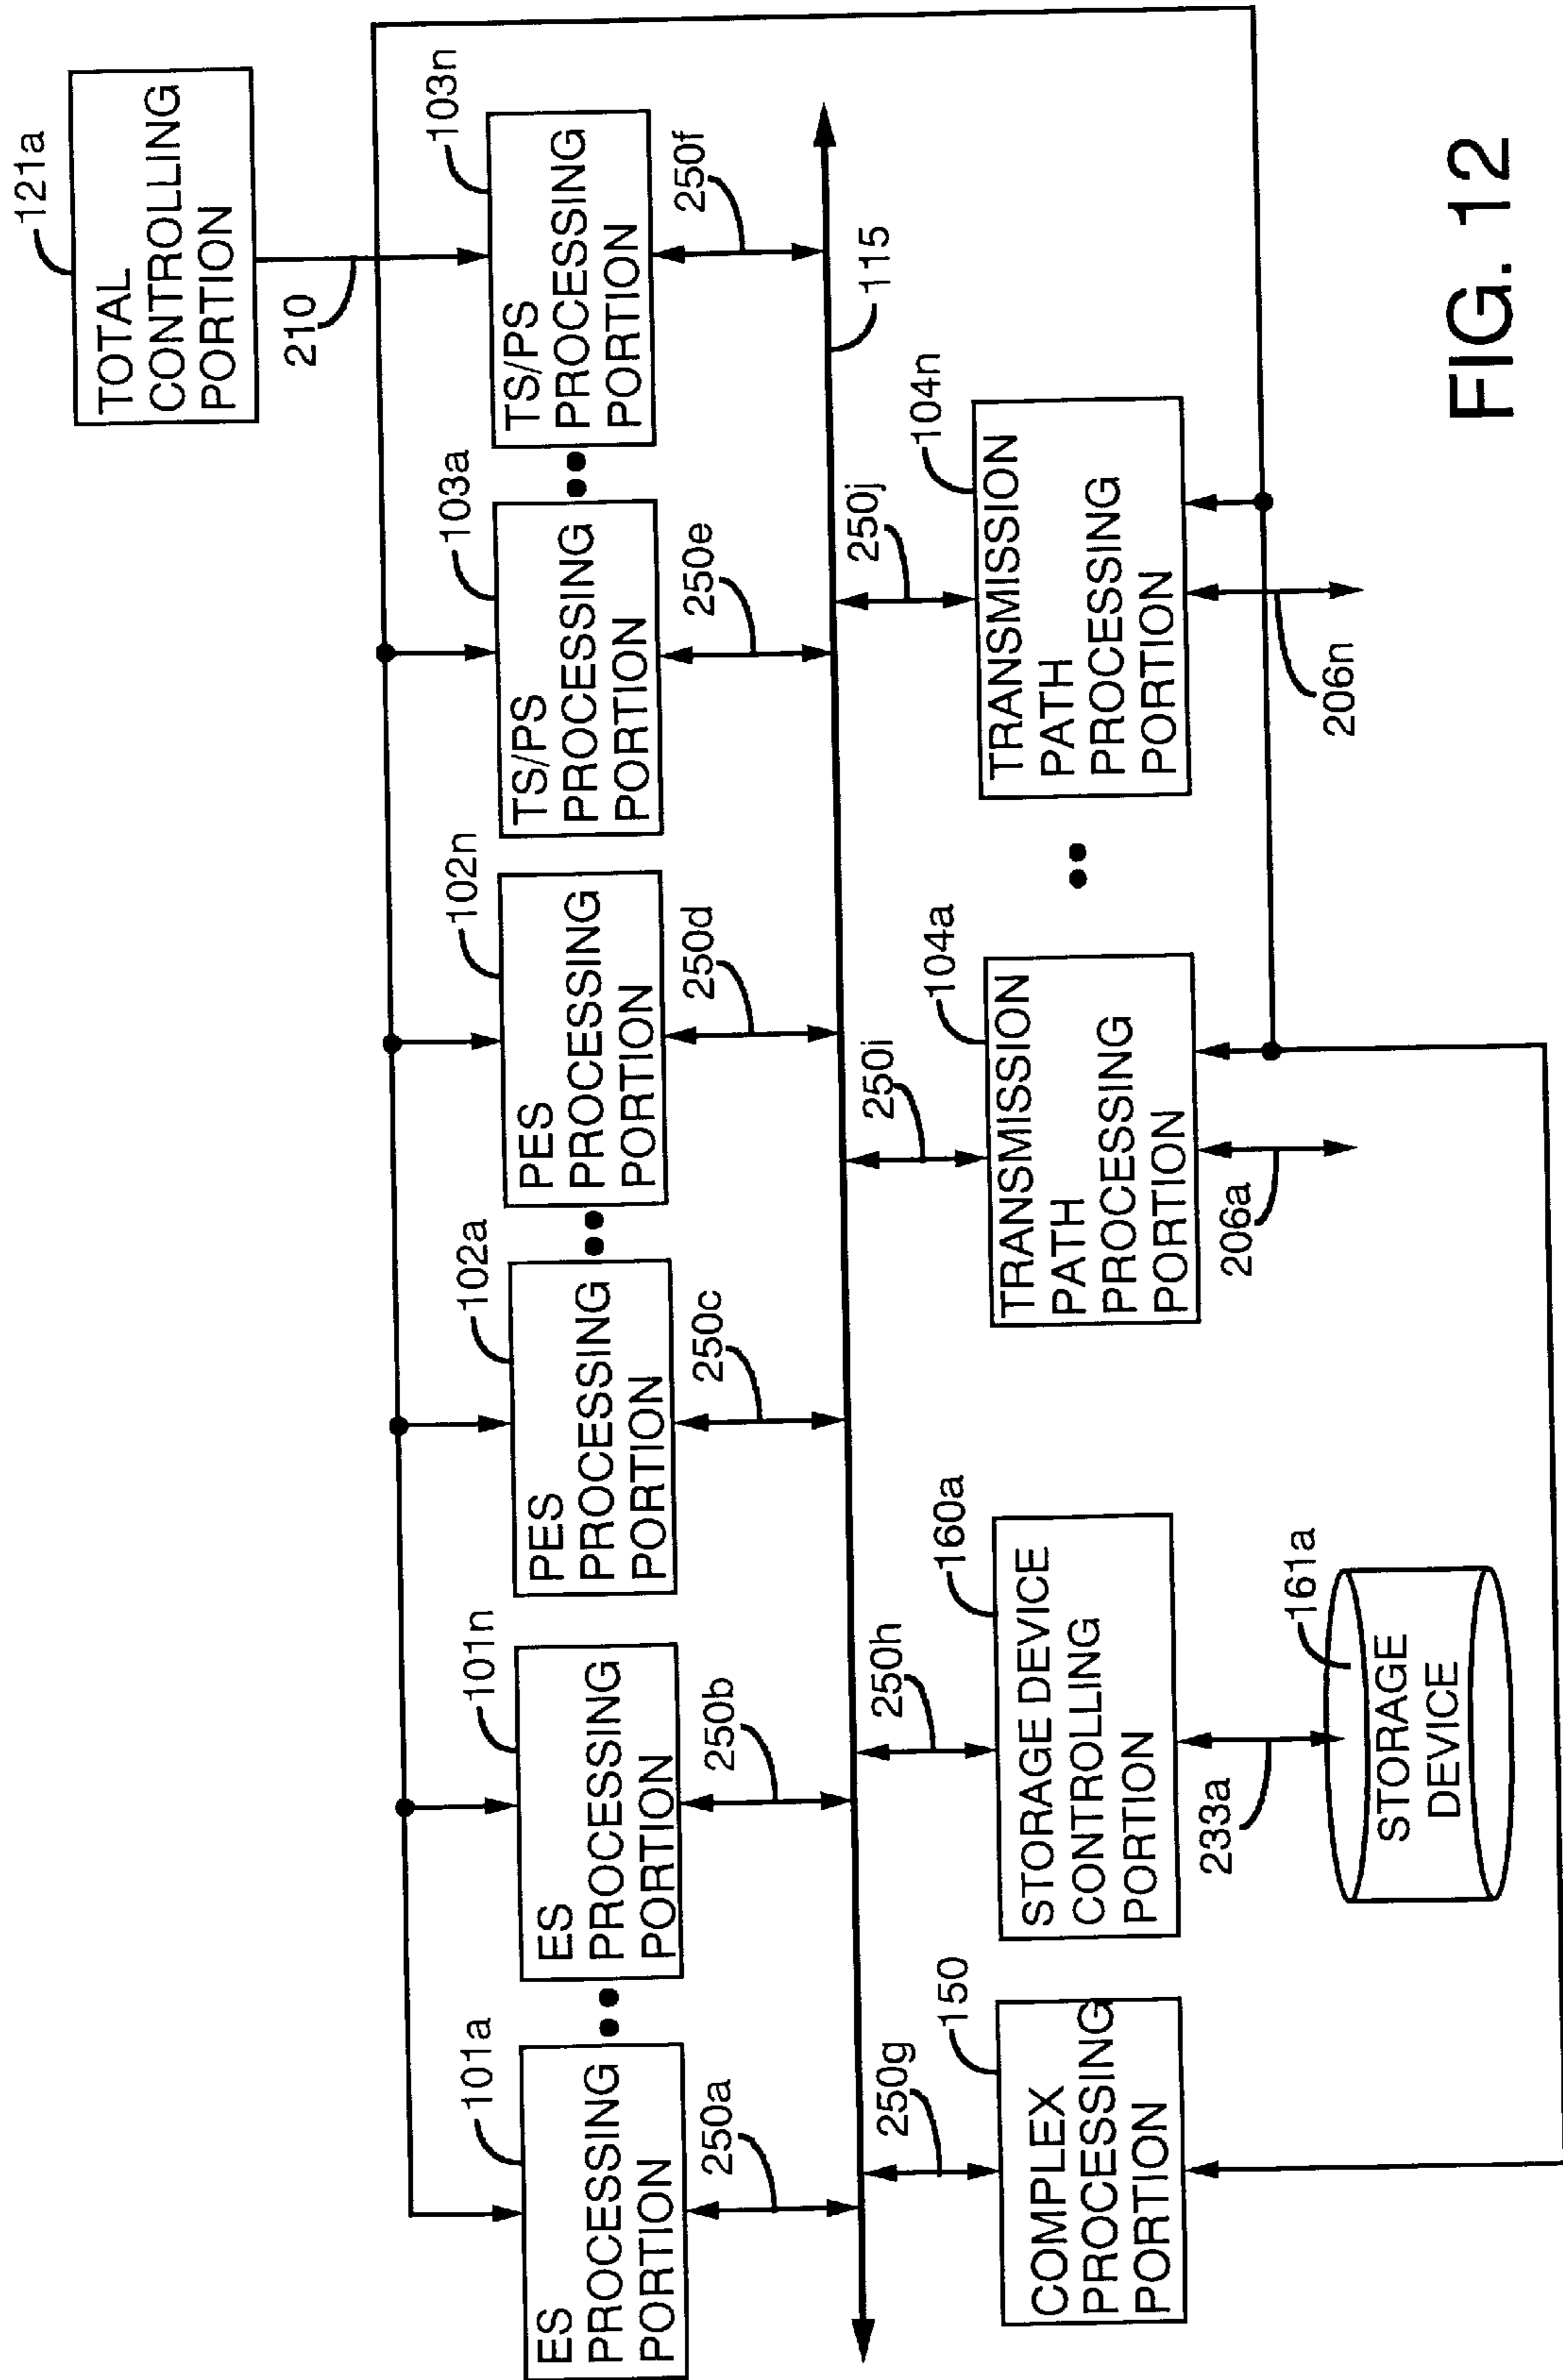 121a
TOTAL
CONTROLLING
PORTION
210
101a
ES
PROCESSING
PORTION
101n
ES
PROCESSING
PORTION
102a
PES
PROCESSING
PORTION
102n
PES
PROCESSING
PORTION
103a
TS/PS
PROCESSING
PORTION
103n
TS/PS
PROCESSING
PORTION
250a
250b
250c
250d
250e
250f
115
250g
250h
250i
250j
150
COMPLEX
PROCESSING
PORTION
160a
STORAGE DEVICE
CONTROLLING
PORTION
104a
TRANSMISSION
PATH
PROCESSING
PORTION
104n
TRANSMISSION
PATH
PROCESSING
PORTION
233a
161a
STORAGE
DEVICE
206a
206n
FIG. 12